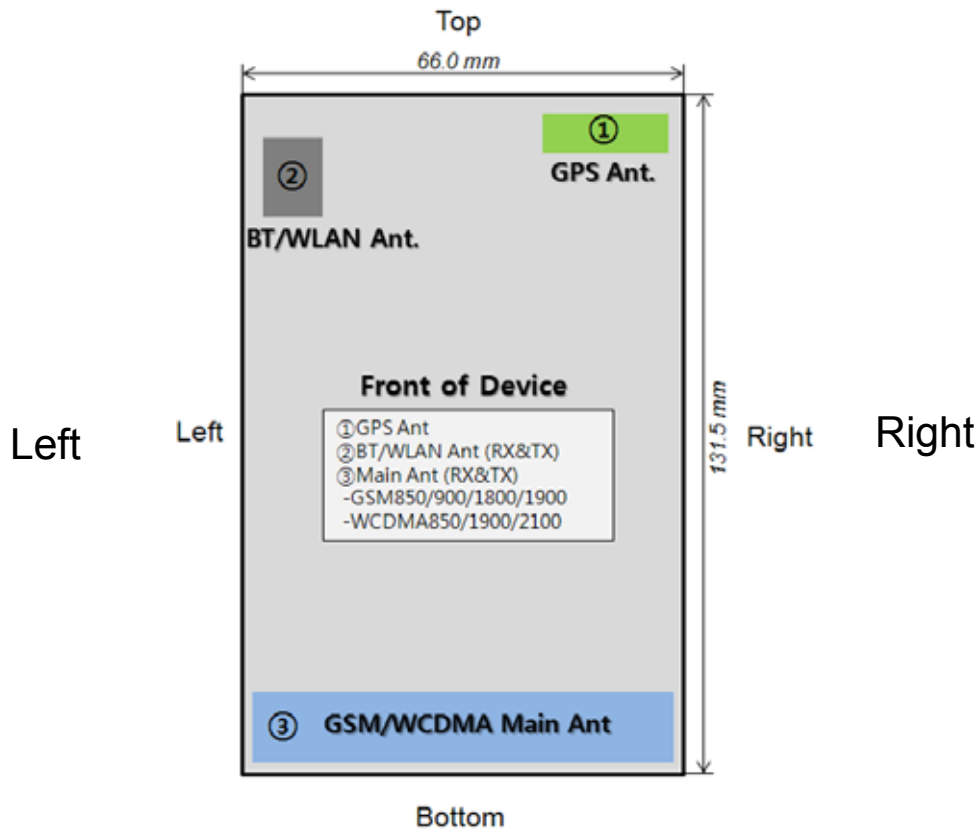 Top
66.0 mm
①
GPS Ant.
②
BT/WLAN Ant.
Front of Device
①GPS Ant
②BT/WLAN Ant (RX&TX)
③Main Ant (RX&TX)
-GSM850/900/1800/1900
-WCDMA850/1900/2100
Left
Left
131.5 mm
Right
Right
③ GSM/WCDMA Main Ant
Bottom